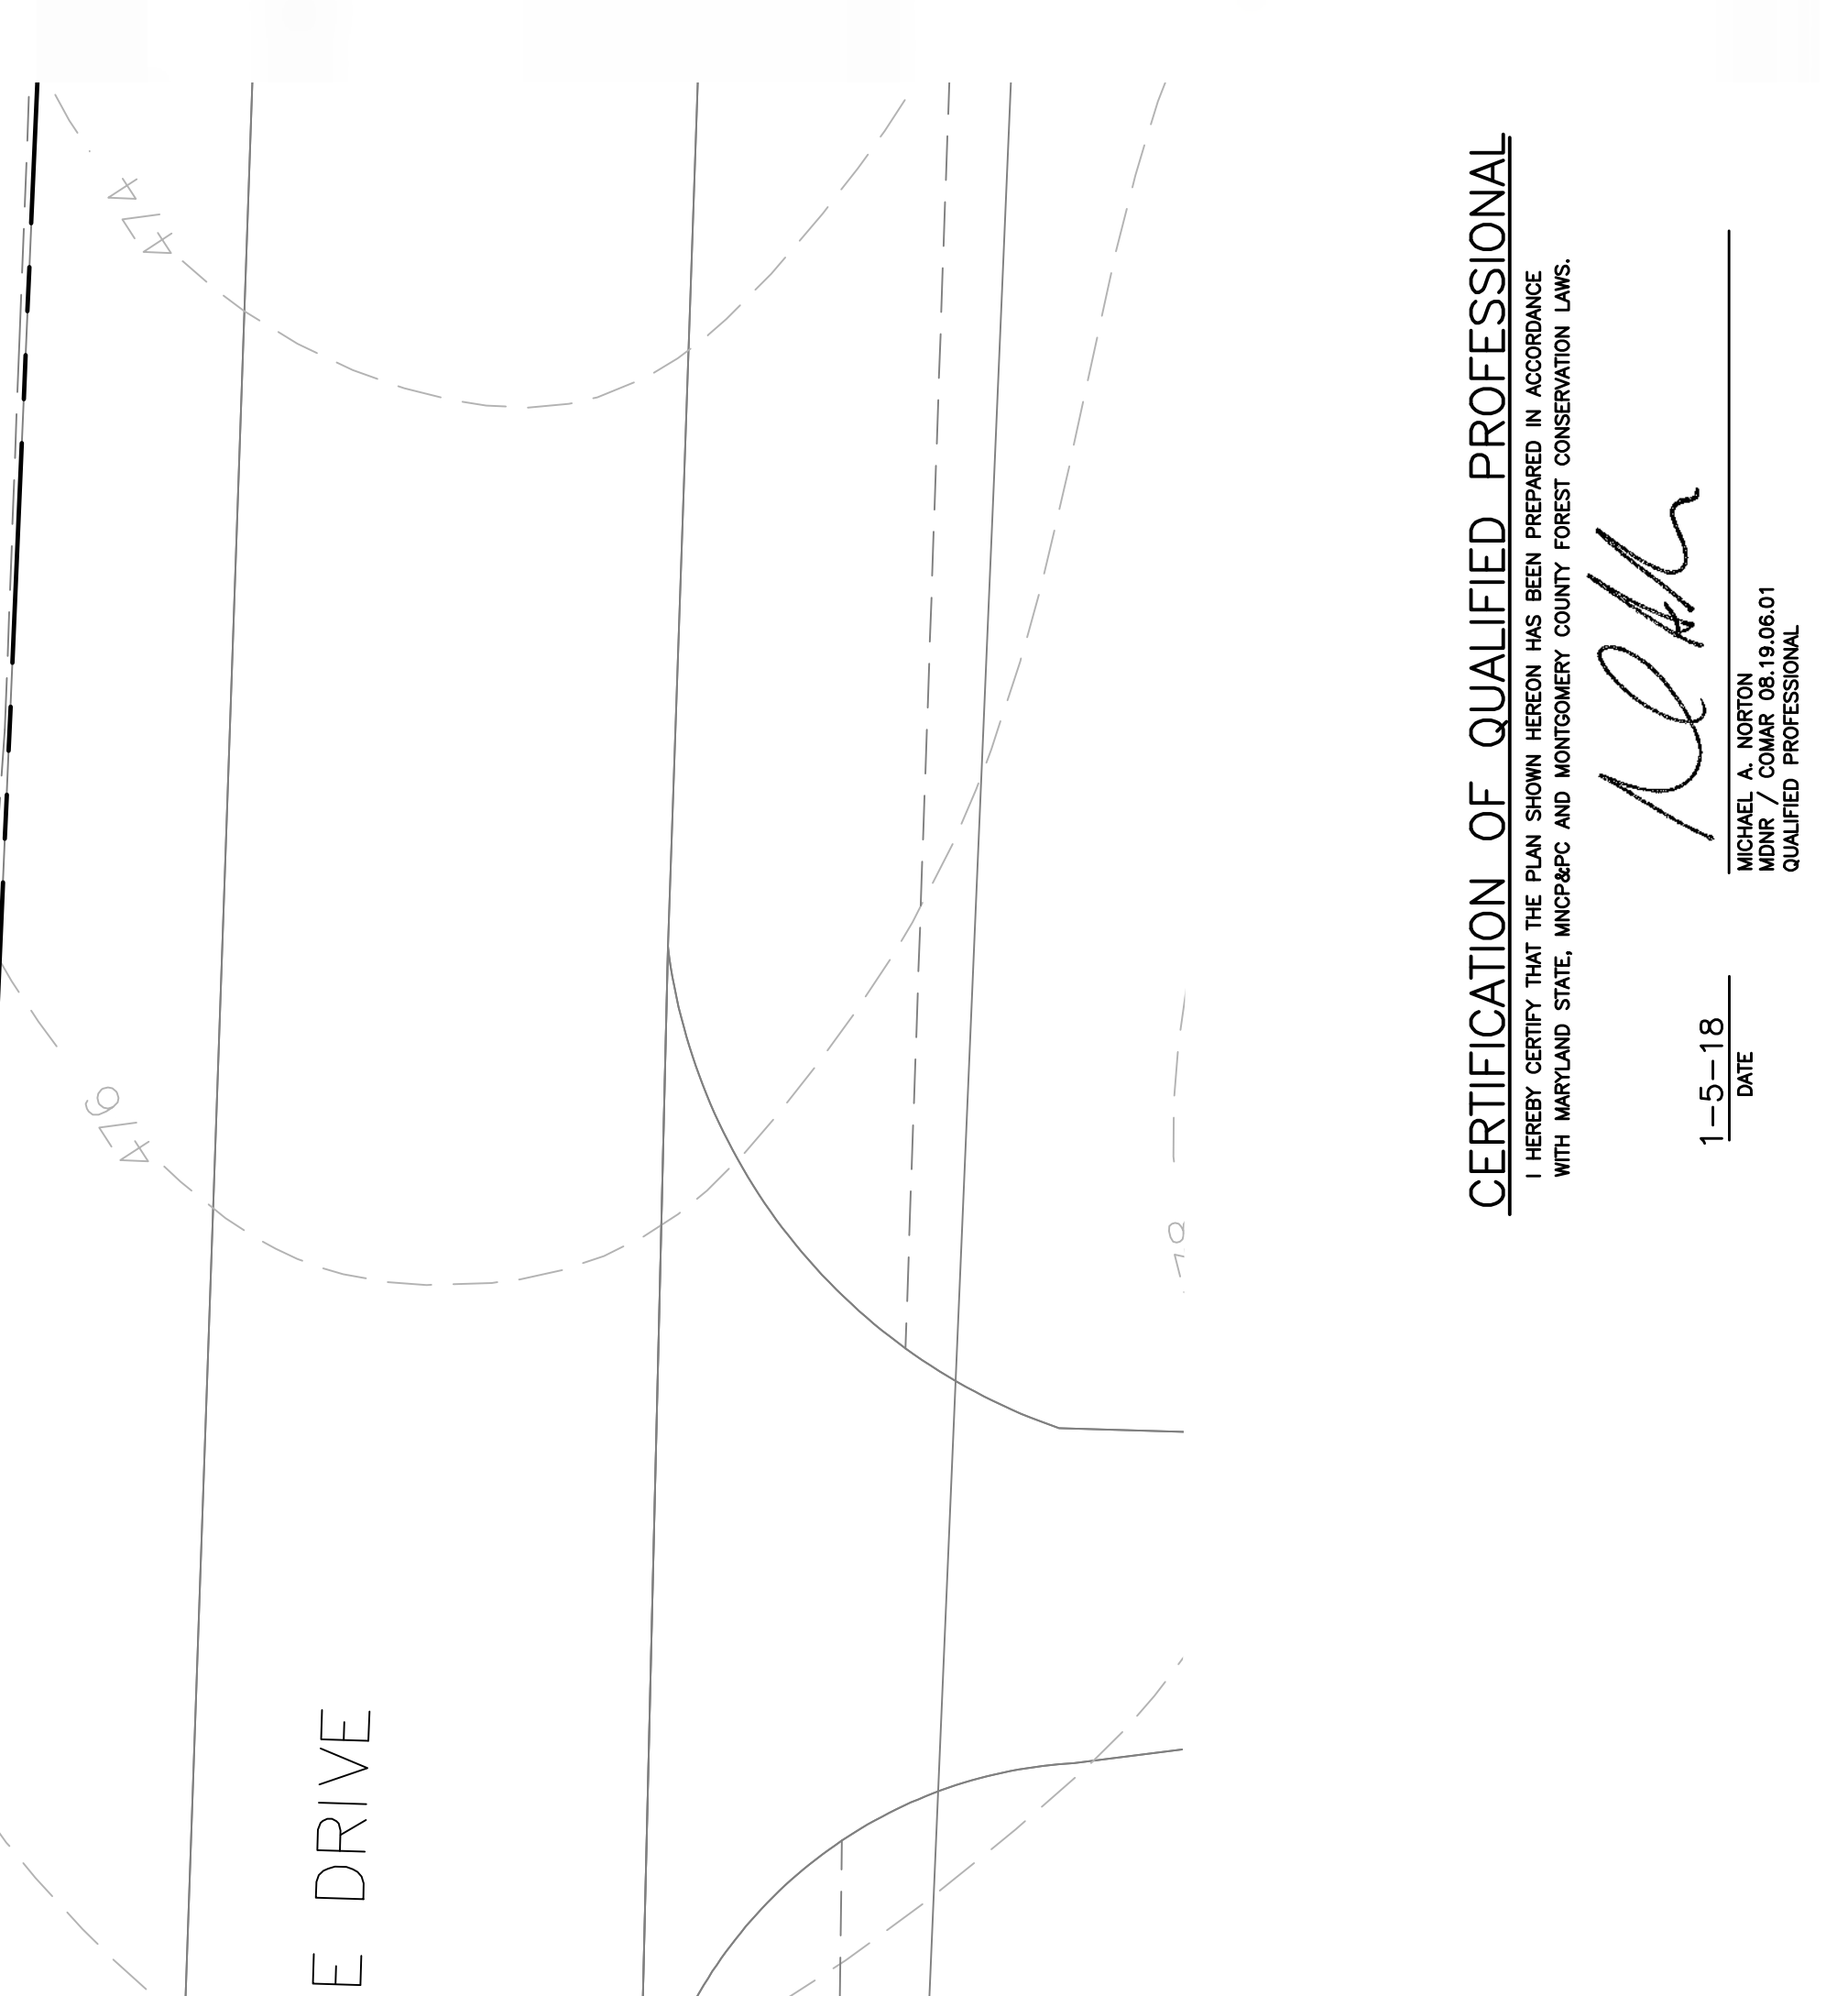 474
476
E DRIVE
CERTIFICATION OF QUALIFIED PROFESSIONAL
I HEREBY CERTIFY THAT THE PLAN SHOWN HEREON HAS BEEN PREPARED IN ACCORDANCE
WITH MARYLAND STATE, MNCP&PC AND MONTGOMERY COUNTY FOREST CONSERVATION LAWS.
1-5-18
DATE
MICHAEL A. NORTON
MDNR / COMAR 08.19.06.01
QUALIFIED PROFESSIONAL